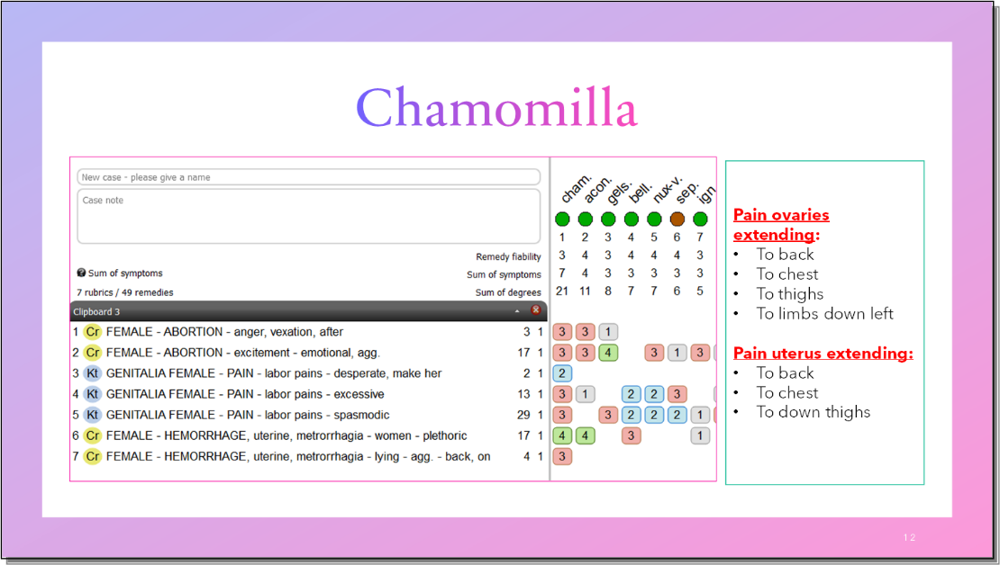 Chamomilla
New case - please give a name
Case note
Remedy fiability
Sum of symptoms Sum of symptoms
7 rubrics / 49 remedies Sum of degrees
cham. acon. gels. bell. nux-v. sep. ign
1 2 3 4 5 6 7
3 4 3 4 4 4 3
7 4 3 3 3 3 3
21 11 8 7 7 6 5
Clipboard 3
1 Cr FEMALE - ABORTION - anger, vexation, after 3 1 3 3 1
2 Cr FEMALE - ABORTION - excitement - emotional, agg. 17 1 3 3 4 3 1 3
3 Kt GENITALIA FEMALE - PAIN - labor pains - desperate, make her 2 1 2
4 Kt GENITALIA FEMALE - PAIN - labor pains - excessive 13 1 3 1 2 2 3
5 Kt GENITALIA FEMALE - PAIN - labor pains - spasmodic 29 1 3 3 2 2 2 1
6 Cr FEMALE - HEMORRHAGE, uterine, metrorrhagia - women - plethoric 17 1 4 4 3 1
7 Cr FEMALE - HEMORRHAGE, uterine, metrorrhagia - lying - agg. - back, on 4 1 3
Pain ovaries
extending:
• To back
• To chest
• To thighs
• To limbs down left
Pain uterus extending:
• To back
• To chest
• To down thighs
12